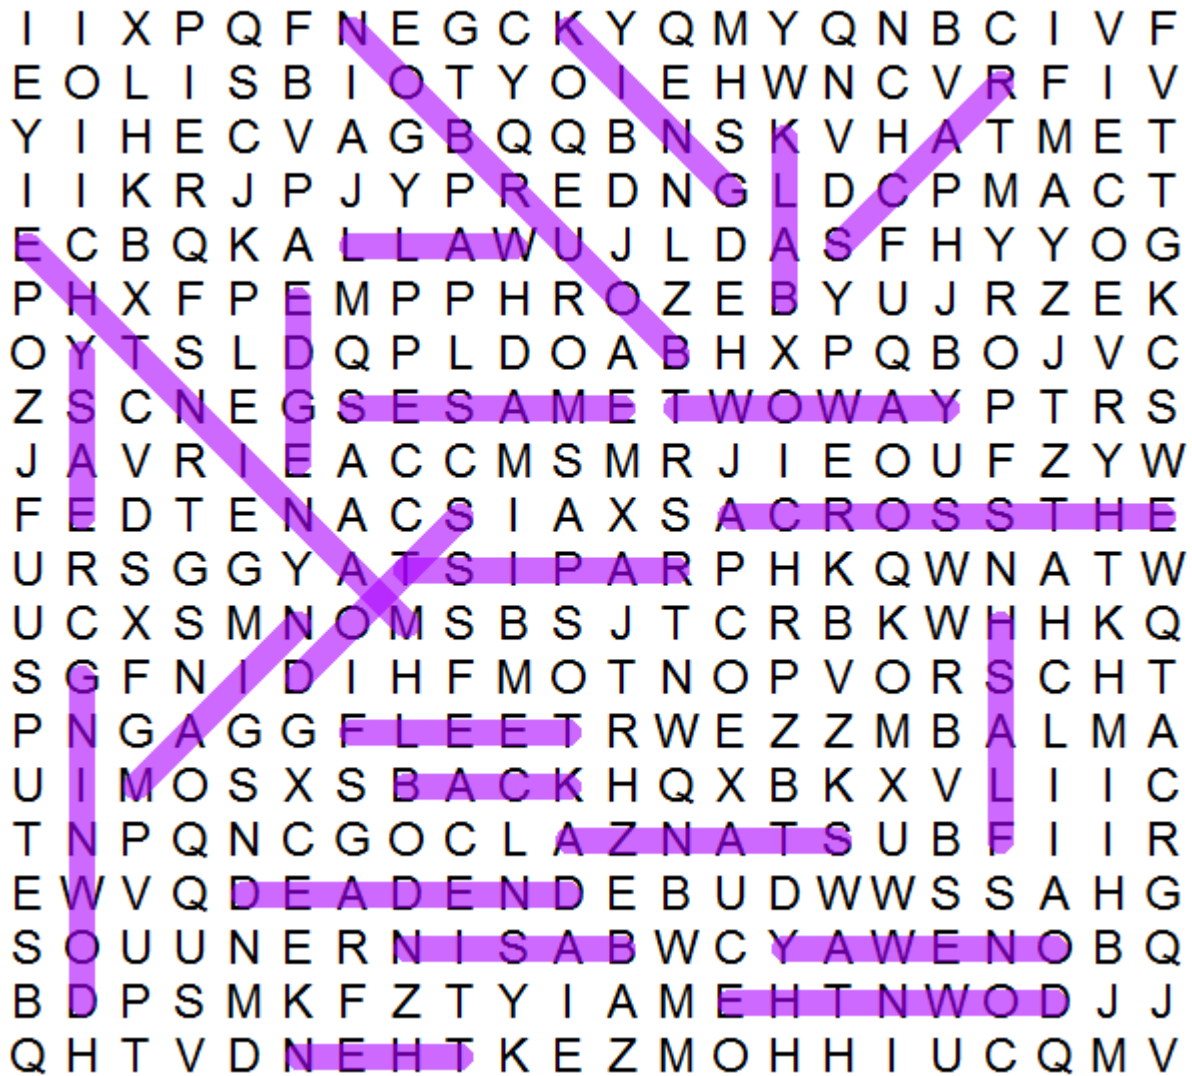 I I X P Q F N E G C K Y Q M Y Q N B C I V F
E O L I S B I O T Y O I E H W N C V R F I V
Y I H E C V A G B Q Q B N S K V H A T M E T
I I K R J P J Y P R E D N G L D C P M A C T
E C B Q K A L L A W U J L D A S F H Y Y O G
P H X F P E M P P H R O Z E B Y U J R Z E K
O Y T S L D Q P L D O A B H X P Q B O J V C
Z S C N E G S E S A M E T W O W A Y P T R S
J A V R I E A C C M S M R J I E O U F Z Y W
F E D T E N A C S I A X S A C R O S S T H E
U R S G G Y A T S I P A R P H K Q W N A T W
U C X S M N O M S B S J T C R B K W H H K Q
S G F N I D I H F M O T N O P V O R S C H T
P N G A G G F L E E T R W E Z Z M B A L M A
U I M O S X S B A C K H Q X B K X V L I I C
T N P Q N C G O C L A Z N A T S U B F I I R
E W V Q D E A D E N D E B U D W W S S A H G
S O U U N E R N I S A B W C Y A W E N O B Q
B D P S M K F Z T Y I A M E H T N W O D J J
Q H T V D N E H T K E Z M O H H I U C Q M V